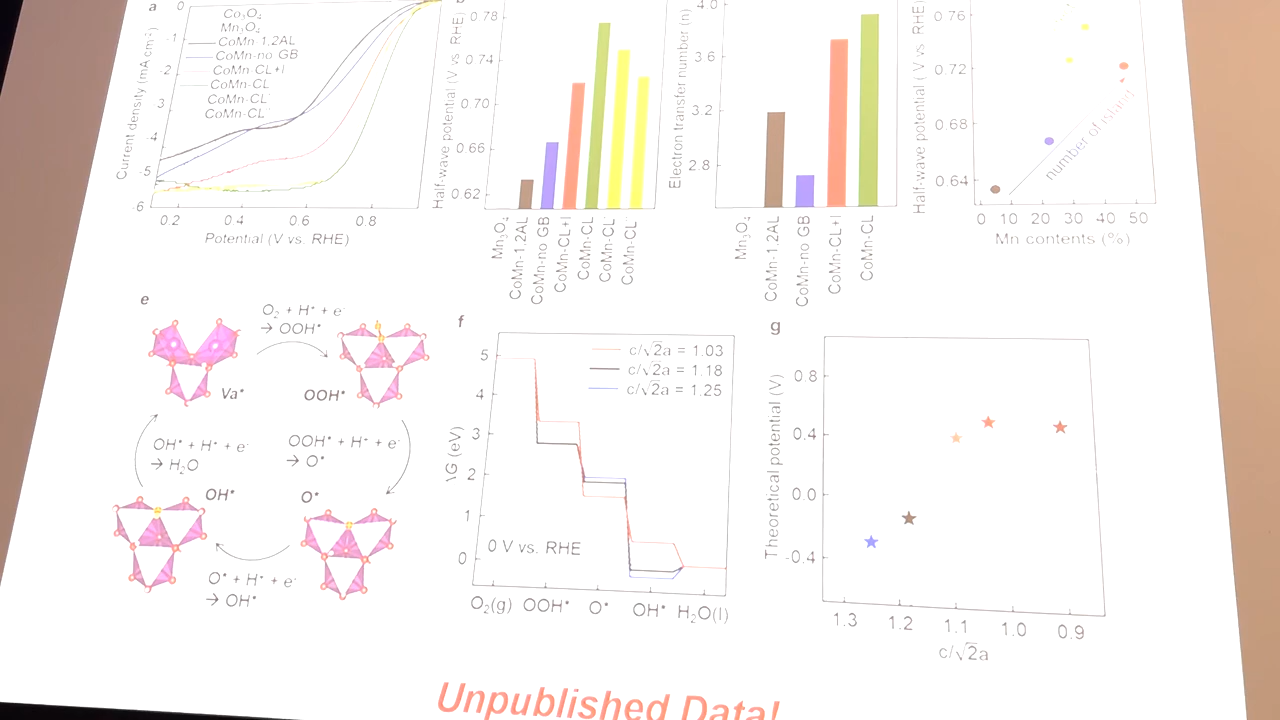 a
0
-1
-2
3
-4
-5
-6
Current density (mA cm⁻²)
Co₃O₄
Mn₃O₄
CoMn-1.2AL
CoMn-no GB
CoMn-CL+I
CoMn-CL
CoMn-CL
CoMn-CL
0.2 0.4 0.6 0.8
Potential (V vs. RHE)
b
0.78
0.74
0.70
0.66
0.62
Half-wave potential (V vs. RHE)
Mn₃O₄
CoMn-1.2AL
CoMn-no GB
CoMn-CL+I
CoMn-CL
CoMn-CL
CoMn-CL
4.0
3.6
3.2
2.8
Electron transfer number (n)
Mn₃O₄
CoMn-1.2AL
CoMn-no GB
CoMn-CL+I
CoMn-CL
0.76
0.72
0.68
0.64
Half-wave potential (V vs. RHE)
number of
0 10 20 30 40 50
Mn contents (%)
e
O₂ + H⁺ + e⁻
→ OOH*
Va*
OOH*
OH* + H⁺ + e⁻
→ H₂O
OOH* + H⁺ + e⁻
→ O*
OH*
O*
O* + H⁺ + e⁻
→ OH*
f
5
4
3
2
1
0
G (eV)
c/√2a = 1.03
c/√2a = 1.18
c/√2a = 1.25
0 V vs. RHE
O₂(g) OOH* O* OH* H₂O(l)
g
0.8
0.4
0.0
-0.4
Theoretical potential (V)
1.3 1.2 1.1 1.0 0.9
c/√2a
Unpublished Data!